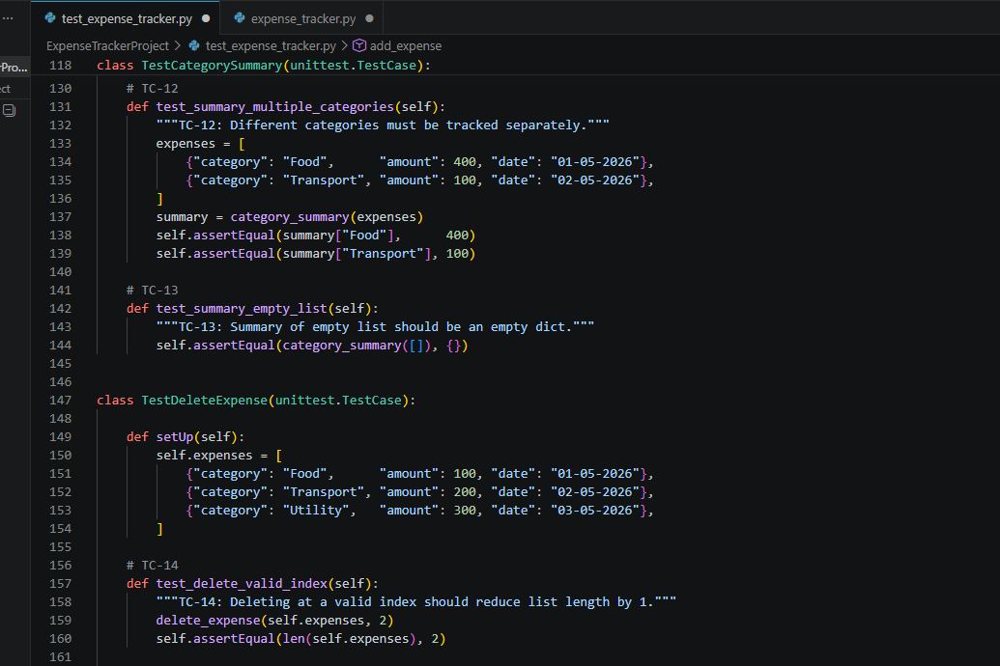 ...
test_expense_tracker.py ●
expense_tracker.py ●
rPro...
ect
ExpenseTrackerProject > test_expense_tracker.py > add_expense
118 class TestCategorySummary(unittest.TestCase):
130     # TC-12
131     def test_summary_multiple_categories(self):
132         """TC-12: Different categories must be tracked separately."""
133         expenses = [
134             {"category": "Food",      "amount": 400, "date": "01-05-2026"},
135             {"category": "Transport", "amount": 100, "date": "02-05-2026"},
136         ]
137         summary = category_summary(expenses)
138         self.assertEqual(summary["Food"],      400)
139         self.assertEqual(summary["Transport"], 100)
140
141     # TC-13
142     def test_summary_empty_list(self):
143         """TC-13: Summary of empty list should be an empty dict."""
144         self.assertEqual(category_summary([]), {})
145
146
147 class TestDeleteExpense(unittest.TestCase):
148
149     def setUp(self):
150         self.expenses = [
151             {"category": "Food",      "amount": 100, "date": "01-05-2026"},
152             {"category": "Transport", "amount": 200, "date": "02-05-2026"},
153             {"category": "Utility",   "amount": 300, "date": "03-05-2026"},
154         ]
155
156     # TC-14
157     def test_delete_valid_index(self):
158         """TC-14: Deleting at a valid index should reduce list length by 1."""
159         delete_expense(self.expenses, 2)
160         self.assertEqual(len(self.expenses), 2)
161